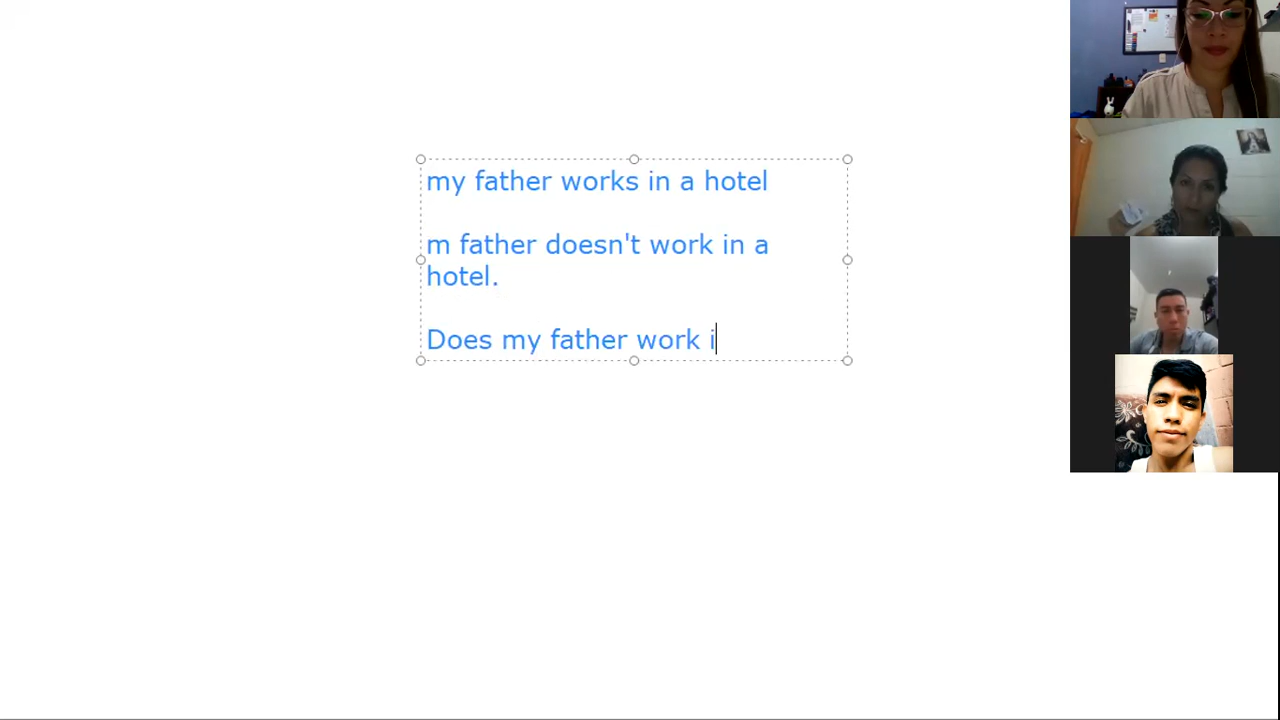 my father works in a hotel
m father doesn't work in a
hotel.
Does my father work i